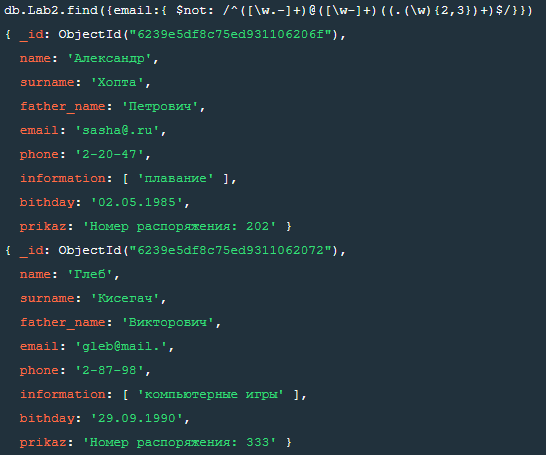 db.Lab2.find({email:{ $not: /^([\w.-]+)@([\w-]+)((.(\w){2,3})+)$/}})
{ _id: ObjectId("6239e5df8c75ed931106206f"),
name: 'Александр',
surname: 'Хопта',
father_name: 'Петрович',
email: 'sasha@.ru',
phone: '2-20-47',
information: [ 'плавание' ],
bithday: '02.05.1985',
prikaz: 'Номер распоряжения: 202' }
{ _id: ObjectId("6239e5df8c75ed9311062072"),
name: 'Глеб',
surname: 'Кисегач',
father_name: 'Викторович',
email: 'gleb@mail.',
phone: '2-87-98',
information: [ 'компьютерные игры' ],
bithday: '29.09.1990',
prikaz: 'Номер распоряжения: 333' }